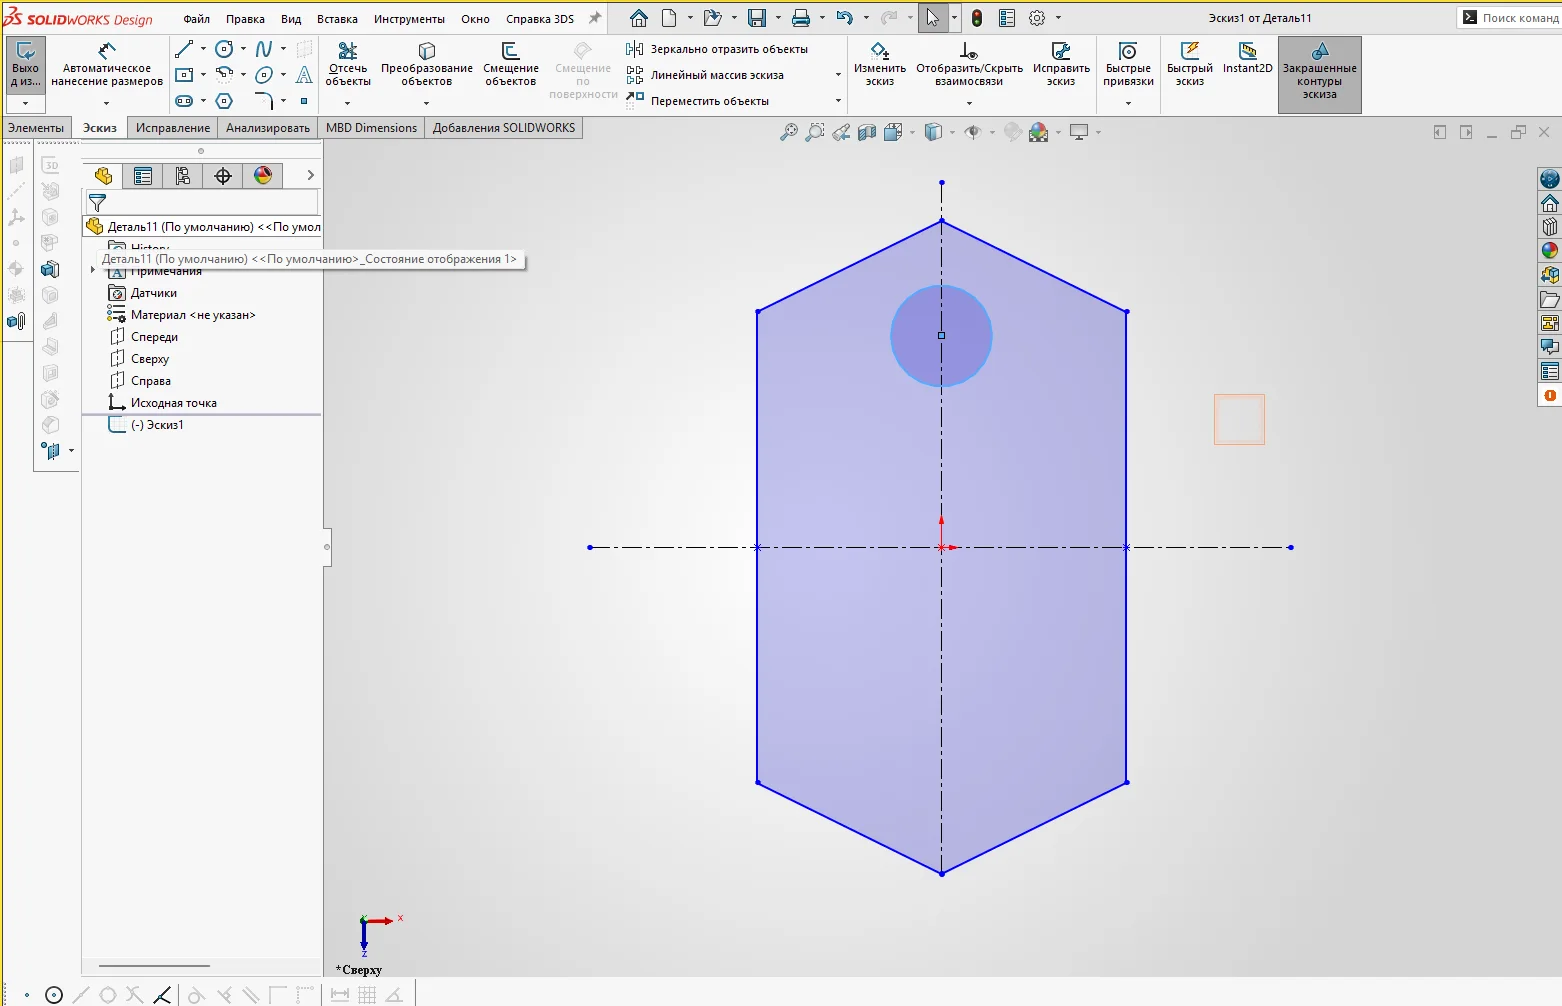 SOLIDWORKS Design
Файл Правка Вид Вставка Инструменты Окно Справка 3DS
Эскиз1 от Деталь11
Поиск команд
Выхо
д из...
Автоматическое
нанесение размеров
Отсечь
объекты
Преобразование
объектов
Смещение
объектов
Смещение
по
поверхности
Зеркально отразить объекты
Линейный массив эскиза
Переместить объекты
Изменить
эскиз
Отобразить/Скрыть
взаимосвязи
Исправить
эскиз
Быстрые
привязки
Быстрый
эскиз
Instant2D
Закрашенные
контуры
эскиза
Элементы Эскиз Исправление Анализировать MBD Dimensions Добавления SOLIDWORKS
3D
Деталь11 (По умолчанию) <<По умол
History
Деталь11 (По умолчанию) <<По умолчанию>_Состояние отображения 1>
Примечания
Датчики
Материал <не указан>
Спереди
Сверху
Справа
Исходная точка
(-) Эскиз1
X
Z
*Сверху